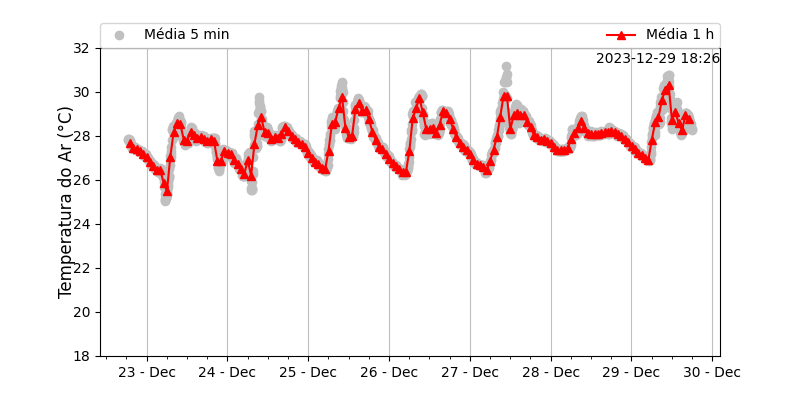 Média 5 min
Média 1 h
2023-12-29 18:26
Temperatura do Ar (°C)
32
30
28
26
24
22
20
18
23 - Dec
24 - Dec
25 - Dec
26 - Dec
27 - Dec
28 - Dec
29 - Dec
30 - Dec